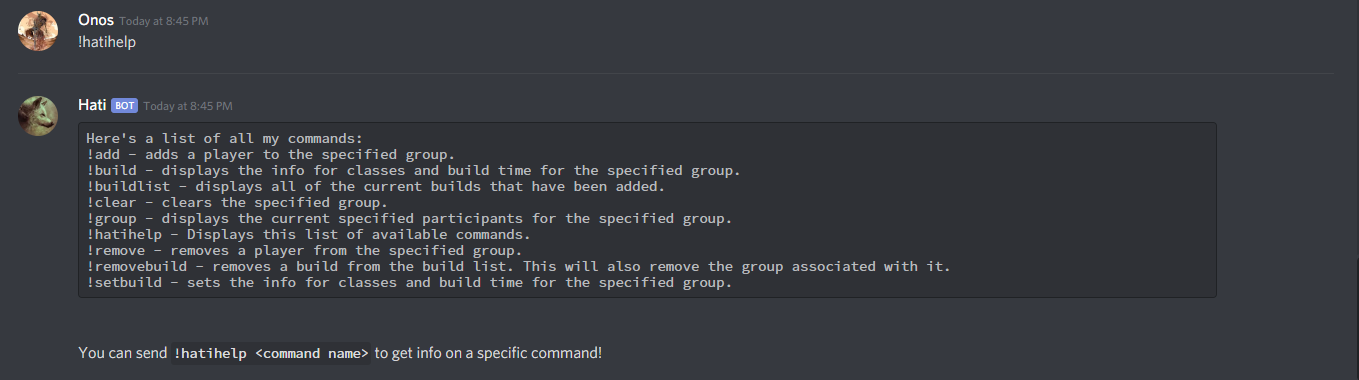 Onos Today at 8:45 PM
!hatihelp
Hati BOT Today at 8:45 PM
Here's a list of all my commands:
!add - adds a player to the specified group.
!build - displays the info for classes and build time for the specified group.
!buildlist - displays all of the current builds that have been added.
!clear - clears the specified group.
!group - displays the current specified participants for the specified group.
!hatihelp - Displays this list of available commands.
!remove - removes a player from the specified group.
!removebuild - removes a build from the build list. This will also remove the group associated with it.
!setbuild - sets the info for classes and build time for the specified group.
You can send !hatihelp <command name> to get info on a specific command!